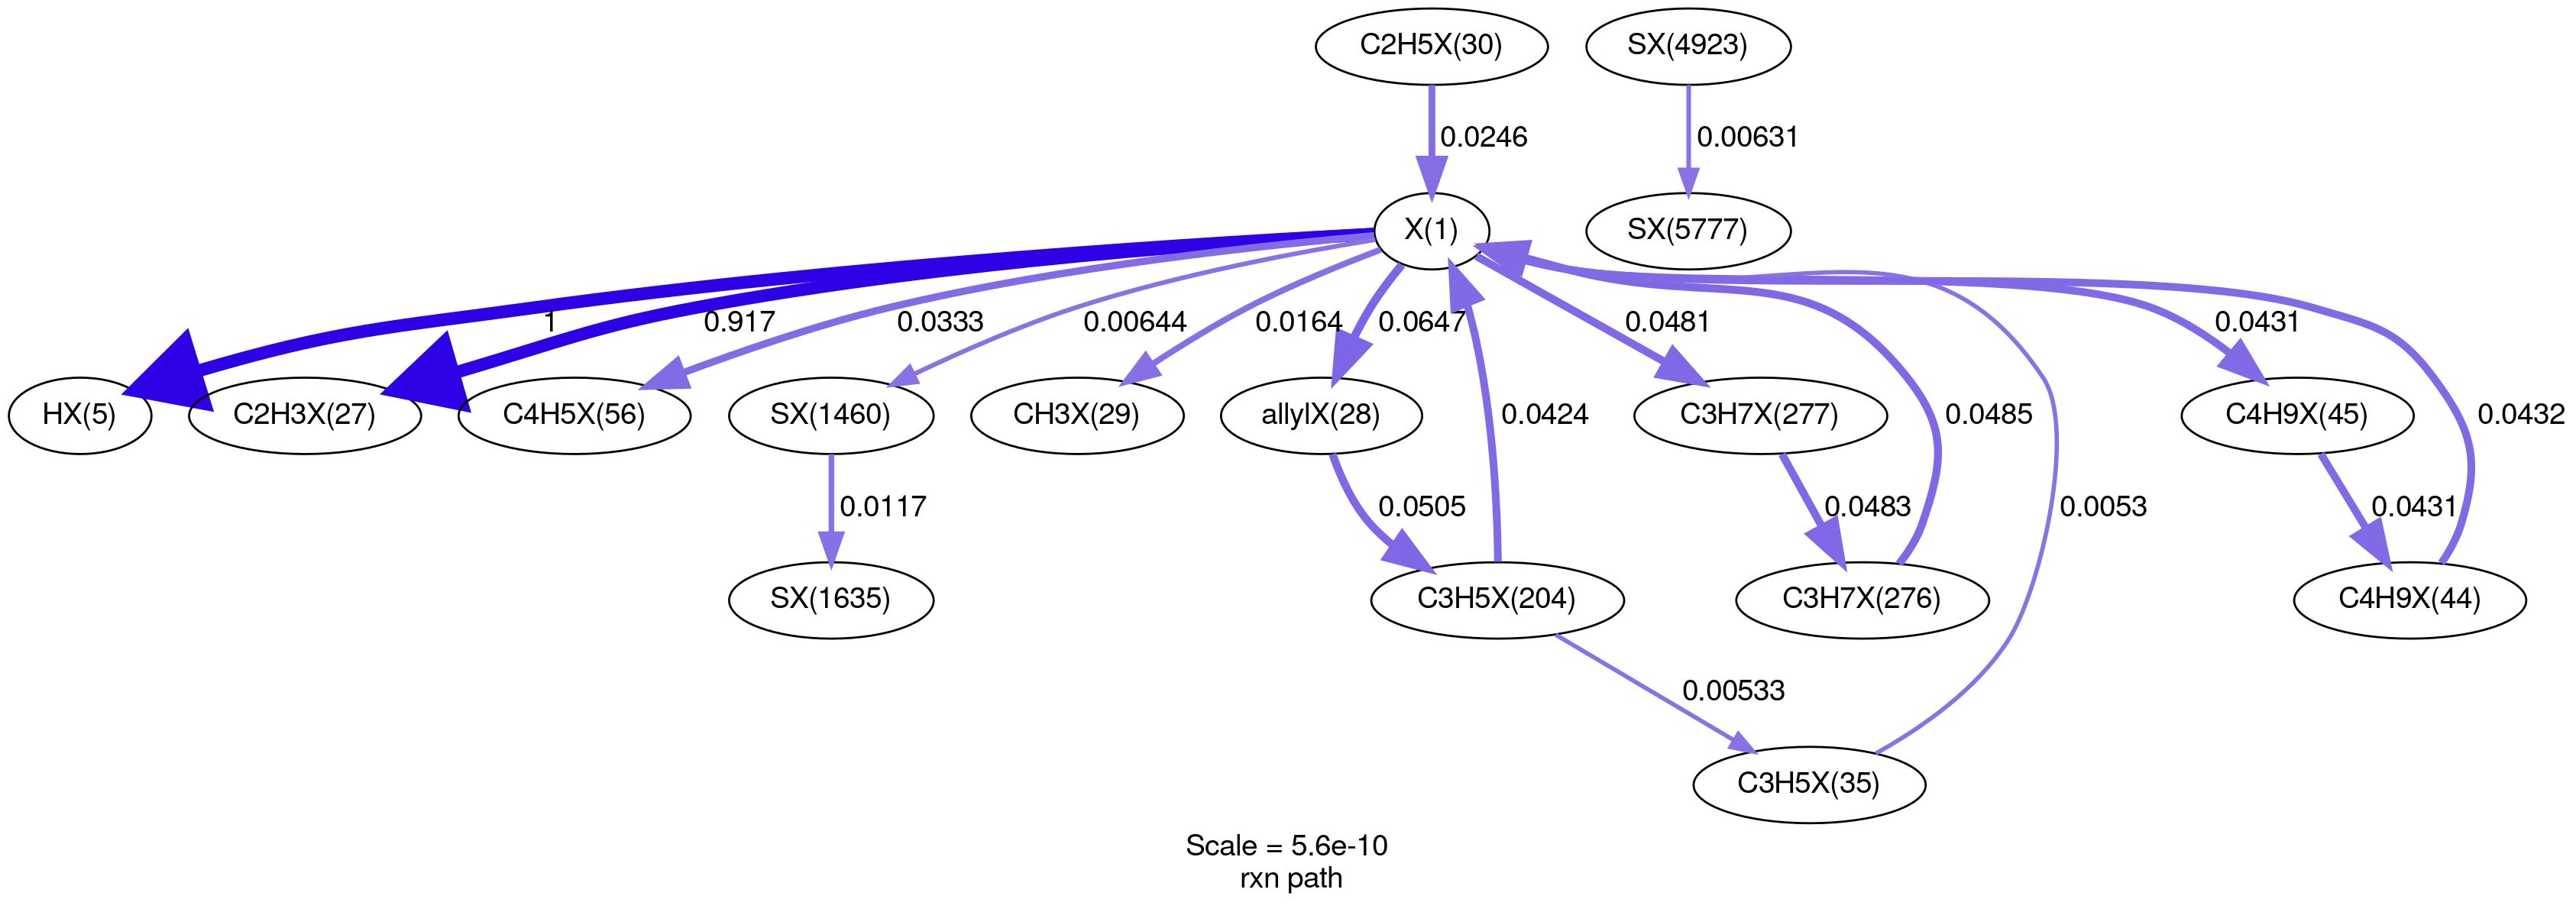 C2H5X(30)
SX(4923)
0.0246
0.00631
X(1)
SX(5777)
1
0.917
0.0333
0.00644
0.0164
0.0647
0.0481
0.0431
HX(5)
C2H3X(27)
C4H5X(56)
SX(1460)
CH3X(29)
allylX(28)
0.0424
C3H7X(277)
0.0485
C4H9X(45)
0.0432
0.0117
0.0505
0.0483
0.0053
0.0431
SX(1635)
C3H5X(204)
C3H7X(276)
C4H9X(44)
0.00533
C3H5X(35)
Scale = 5.6e-10
rxn path